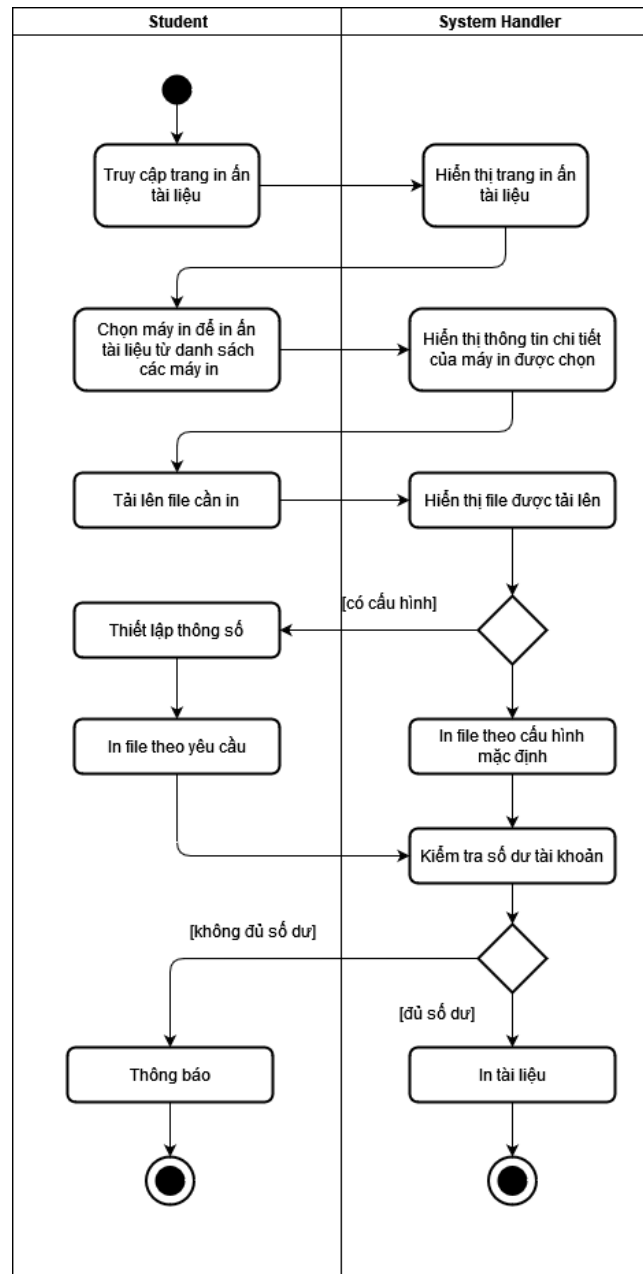 Student
System Handler
Truy cập trang in ấn
tài liệu
Hiển thị trang in ấn
tài liệu
Chọn máy in để in ấn
tài liệu từ danh sách
các máy in
Hiển thị thông tin chi tiết
của máy in được chọn
Tải lên file cần in
Hiển thị file được tải lên
[có cấu hình]
Thiết lập thông số
In file theo yêu cầu
In file theo cấu hình
mặc định
Kiểm tra số dư tài khoản
[không đủ số dư]
[đủ số dư]
Thông báo
In tài liệu